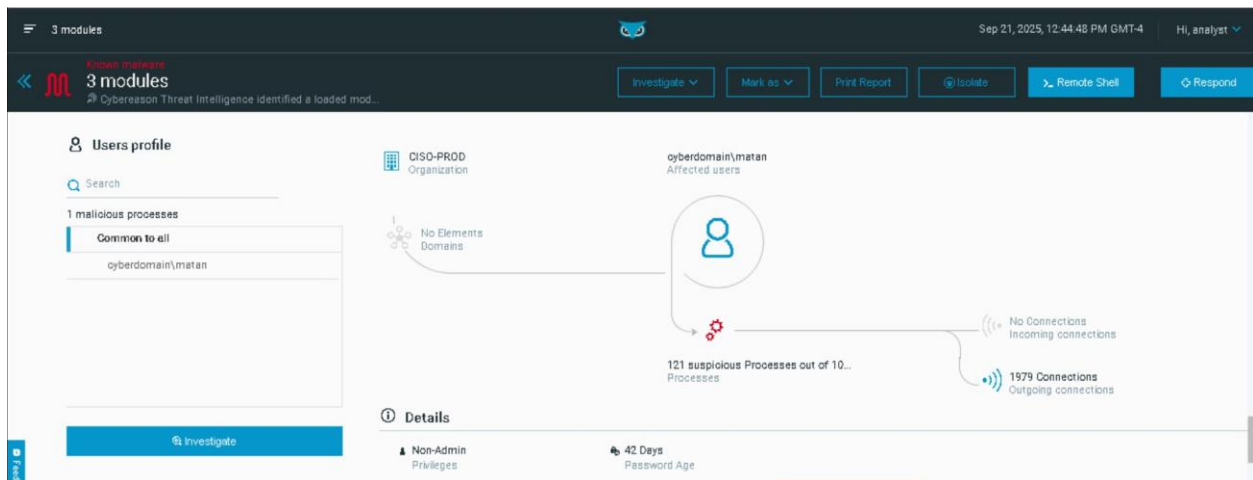 3 modules
Sep 21, 2025, 12:44:48 PM GMT-4
Hi, analyst
Known malware
3 modules
Cybereason Threat Intelligence identified a loaded mod...
Investigate
Mark as
Print Report
Isolate
Remote Shell
Respond
Users profile
Search
1 malicious processes
Common to all
cyberdomain\matan
Investigate
CISO-PROD
Organization
No Elements
Domains
cyberdomain\matan
Affected users
121 suspicious Processes out of 10...
Processes
No Connections
Incoming connections
1979 Connections
Outgoing connections
Details
Non-Admin
Privileges
42 Days
Password Age